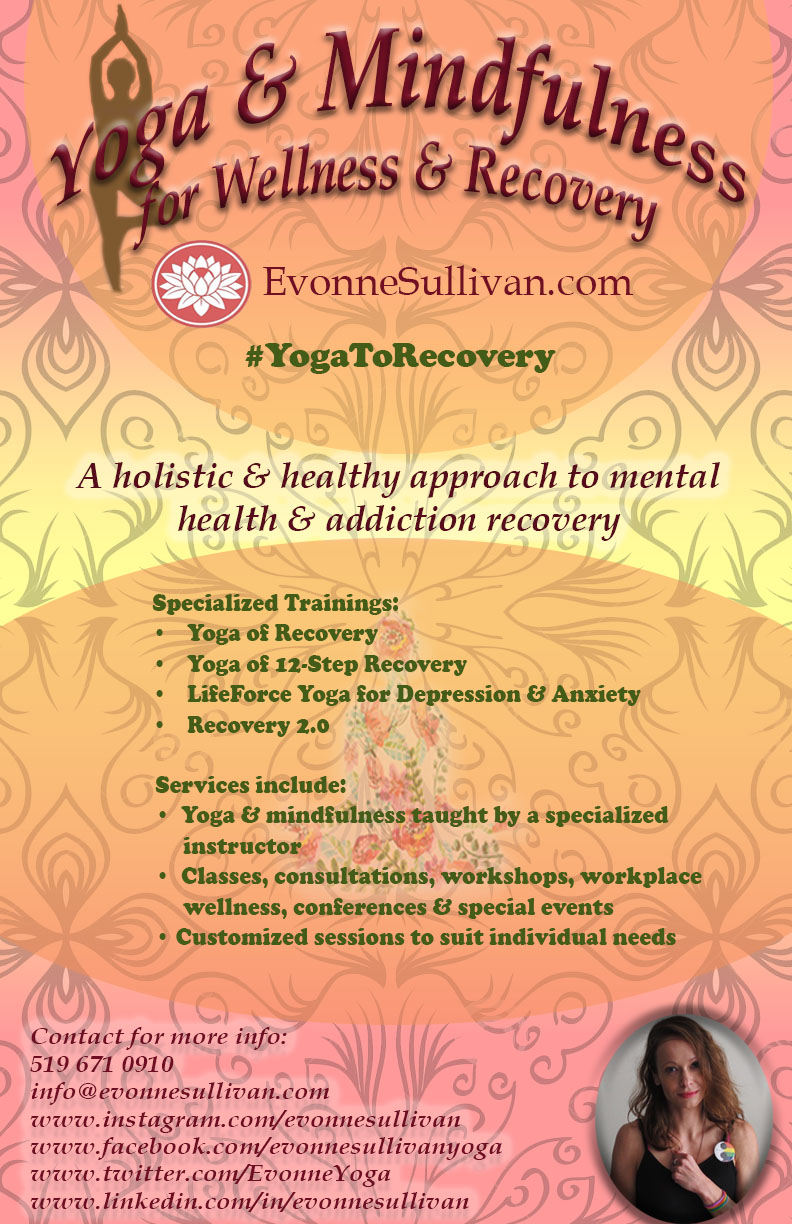 Yoga & Mindfulness
for Wellness & Recovery
EvonneSullivan.com
#YogaToRecovery
A holistic & healthy approach to mental
health & addiction recovery
Specialized Trainings:
• Yoga of Recovery
• Yoga of 12-Step Recovery
• LifeForce Yoga for Depression & Anxiety
• Recovery 2.0
Services include:
• Yoga & mindfulness taught by a specialized
instructor
• Classes, consultations, workshops, workplace
wellness, conferences & special events
• Customized sessions to suit individual needs
Contact for more info:
519 671 0910
info@evonnesullivan.com
www.instagram.com/evonnesullivan
www.facebook.com/evonnesullivanyoga
www.twitter.com/EvonneYoga
www.linkedin.com/in/evonnesullivan